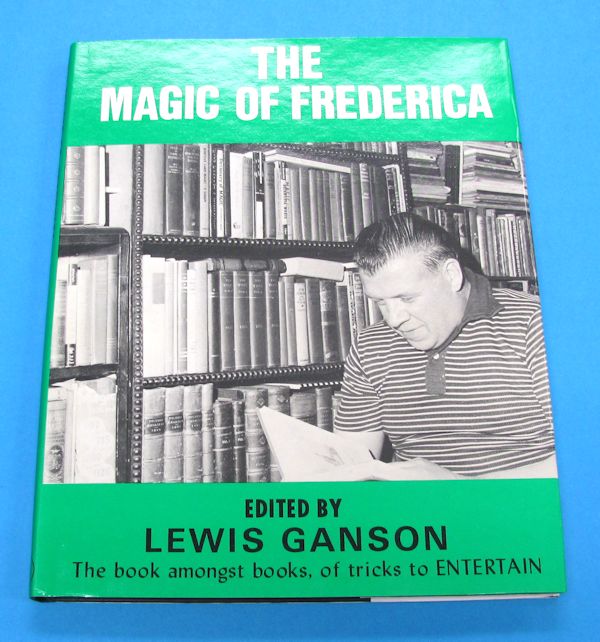 THE
MAGIC OF FREDERICA
EDITED BY
LEWIS GANSON
The book amongst books, of tricks to ENTERTAIN